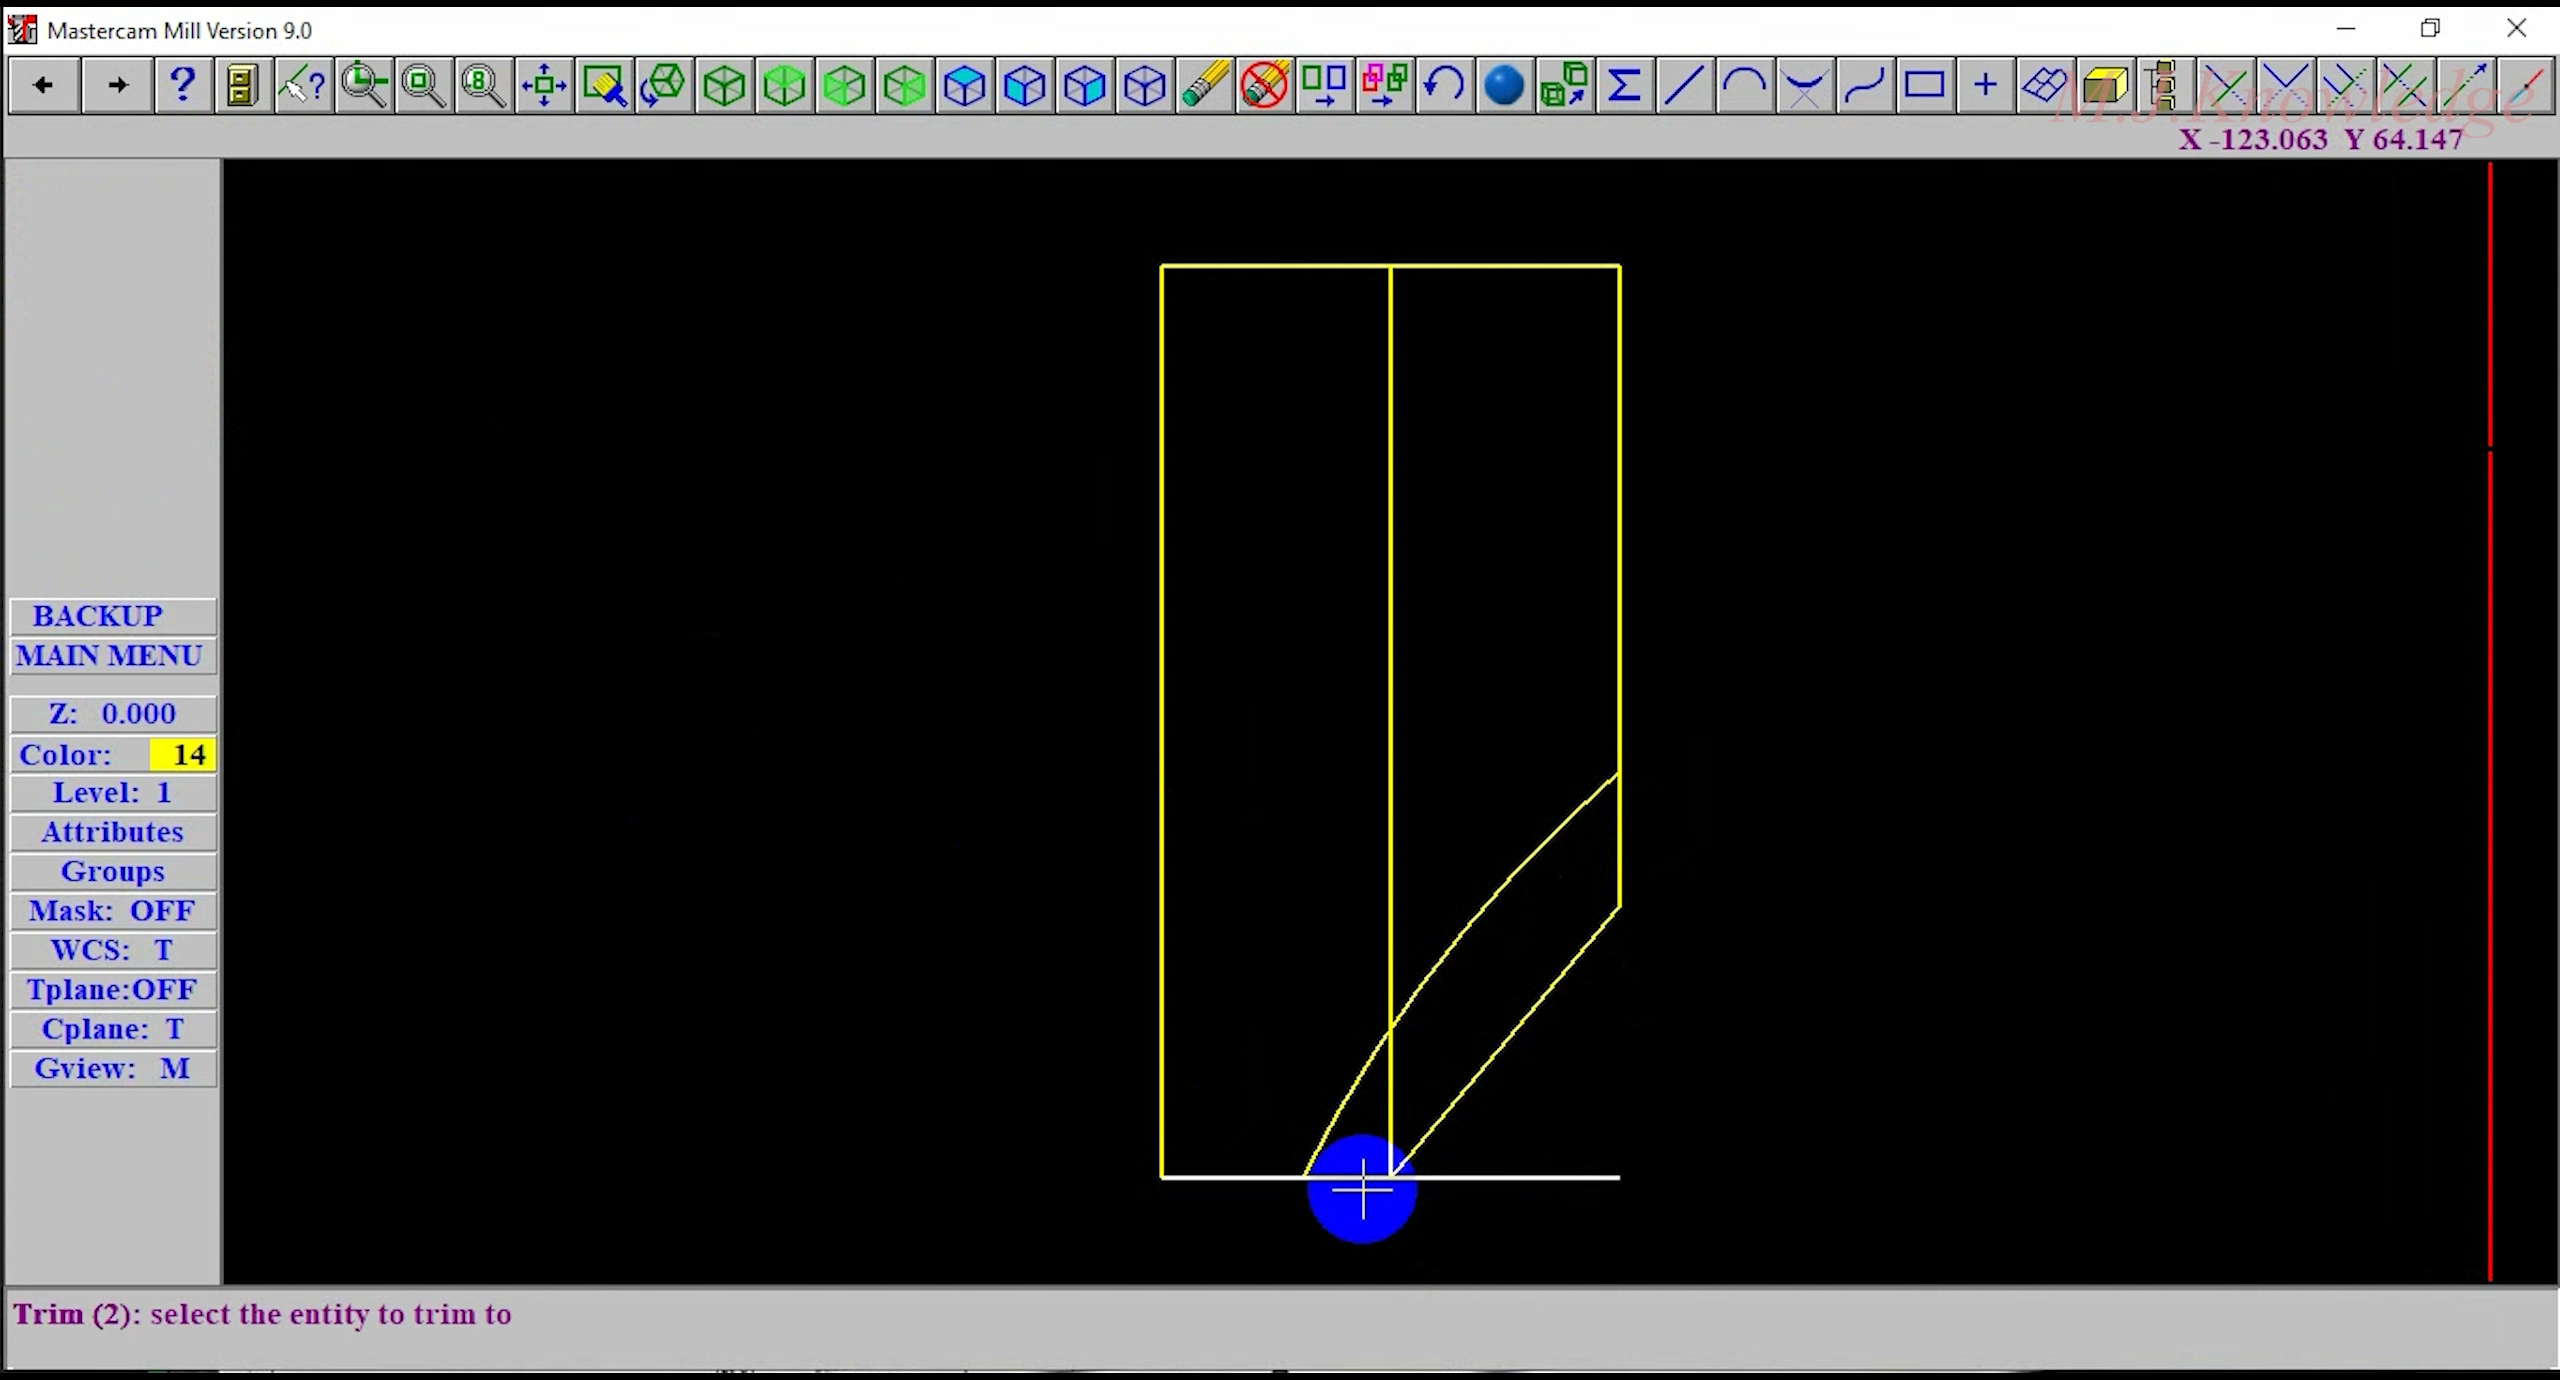 Mastercam Mill Version 9.0
M.J.Knowledge
X -123.063 Y 64.147
BACKUP
MAIN MENU
Z: 0.000
Color: 14
Level: 1
Attributes
Groups
Mask: OFF
WCS: T
Tplane:OFF
Cplane: T
Gview: M
Trim (2): select the entity to trim to